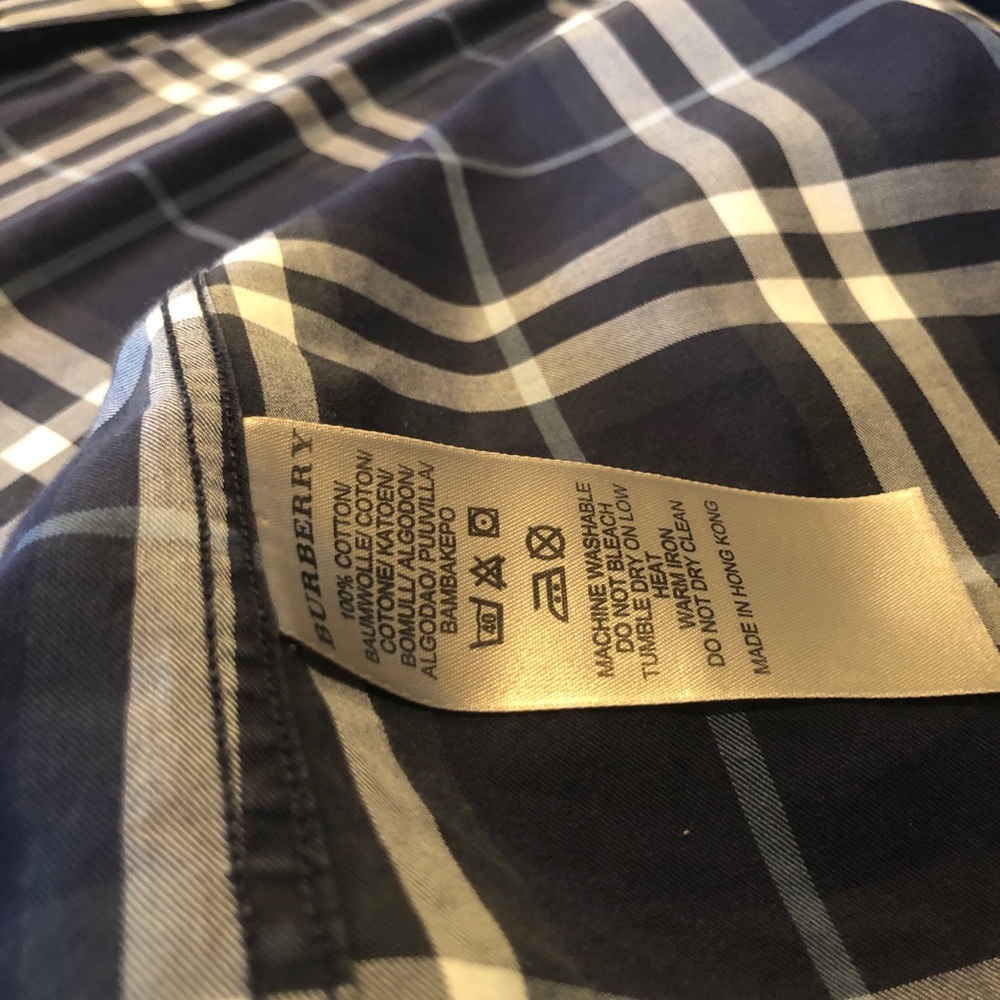 BURBERRY
100% COTTON/
BAUMWOLLE/ COTON/
COTONE/ KATOEN/
BOMULL/ ALGODON/
ALGODAO/ PUUVILLA/
BAMBAKEPO
40
MACHINE WASHABLE
DO NOT BLEACH
TUMBLE DRY ON LOW
HEAT
WARM IRON
DO NOT DRY CLEAN
MADE IN HONG KONG